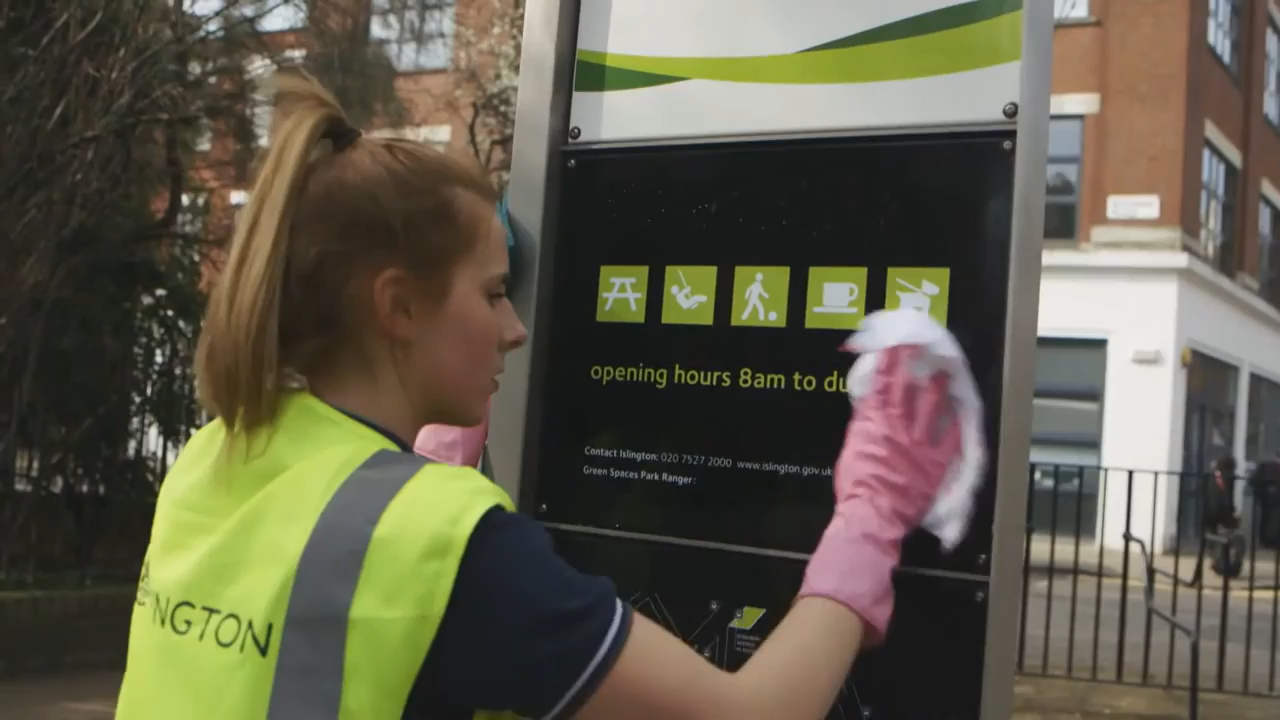 opening hours 8am to du
Contact Islington: 020 7527 2000 www.islington.gov.uk
Green Spaces Park Ranger:
NGTON